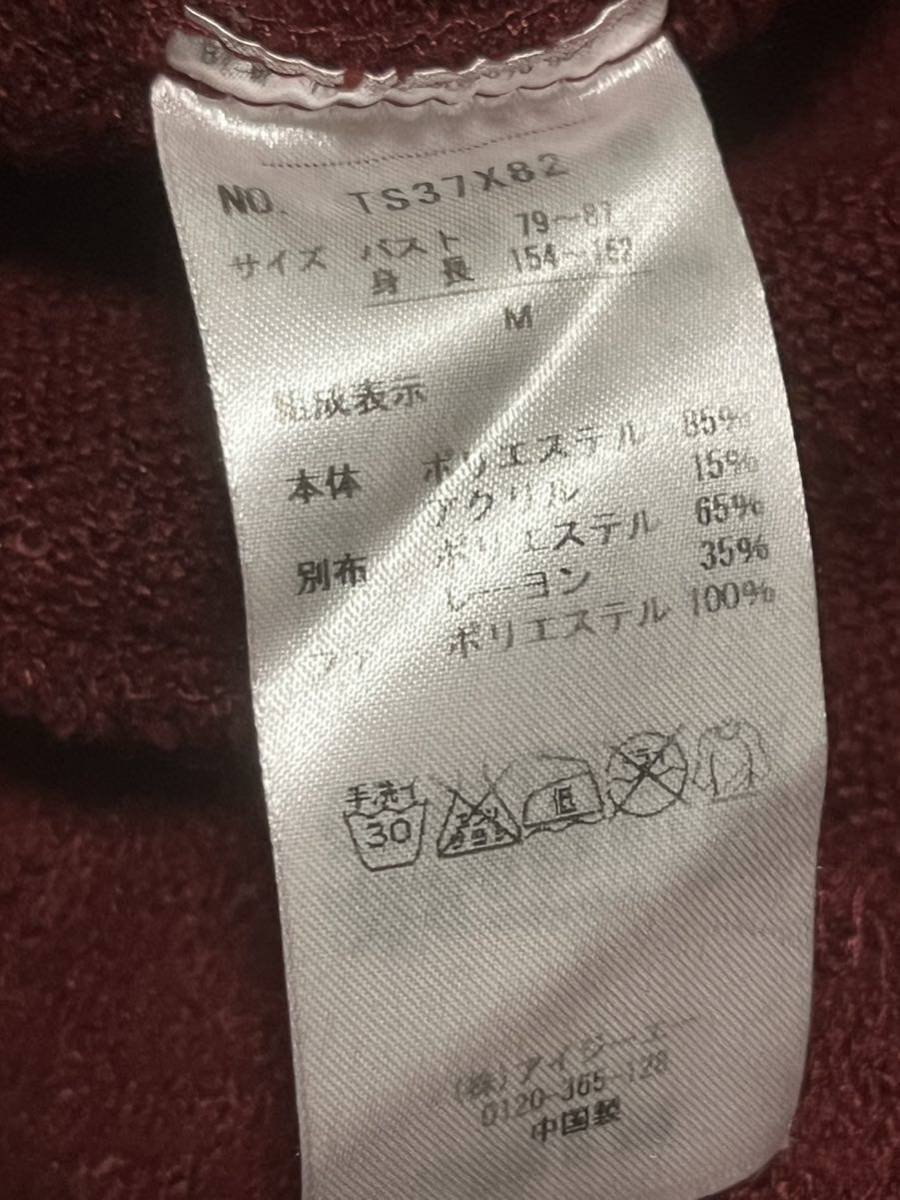 NO. TS37X82
サイズ バスト 79～87
身長 154～162
M
組成表示
本体 ポリエステル 85%
アクリル 15%
別布 ポリエステル 65%
レーヨン 35%
ポリエステル 100%
手洗イ
30
低
(株)アイジーエー
0120-365-128
中国製